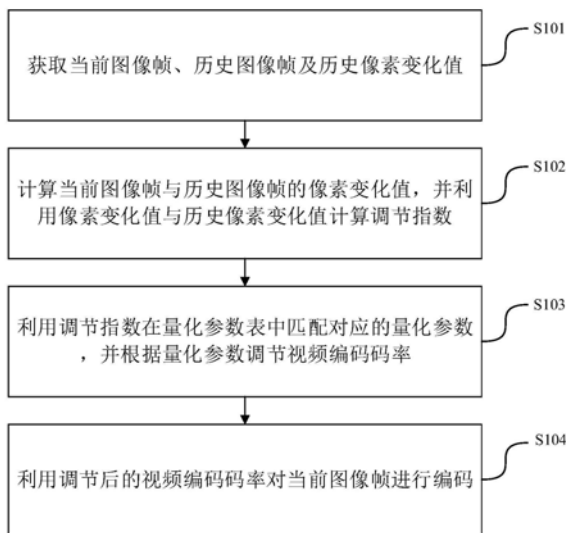 获取当前图像帧、历史图像帧及历史像素变化值
S101
计算当前图像帧与历史图像帧的像素变化值，并利
用像素变化值与历史像素变化值计算调节指数
S102
利用调节指数在量化参数表中匹配对应的量化参数
，并根据量化参数调节视频编码码率
S103
利用调节后的视频编码码率对当前图像帧进行编码
S104